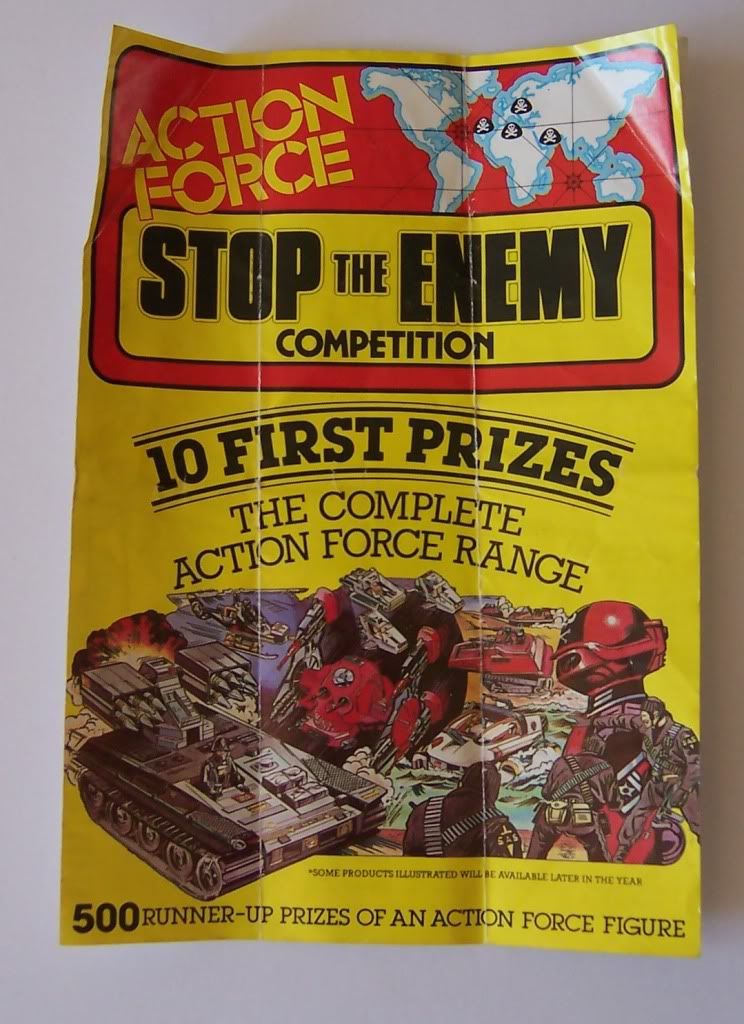 ACTION
FORCE
STOP THE ENEMY
COMPETITION
10 FIRST PRIZES
THE COMPLETE
ACTION FORCE RANGE
SAS
*SOME PRODUCTS ILLUSTRATED WILL BE AVAILABLE LATER IN THE YEAR
500 RUNNER-UP PRIZES OF AN ACTION FORCE FIGURE